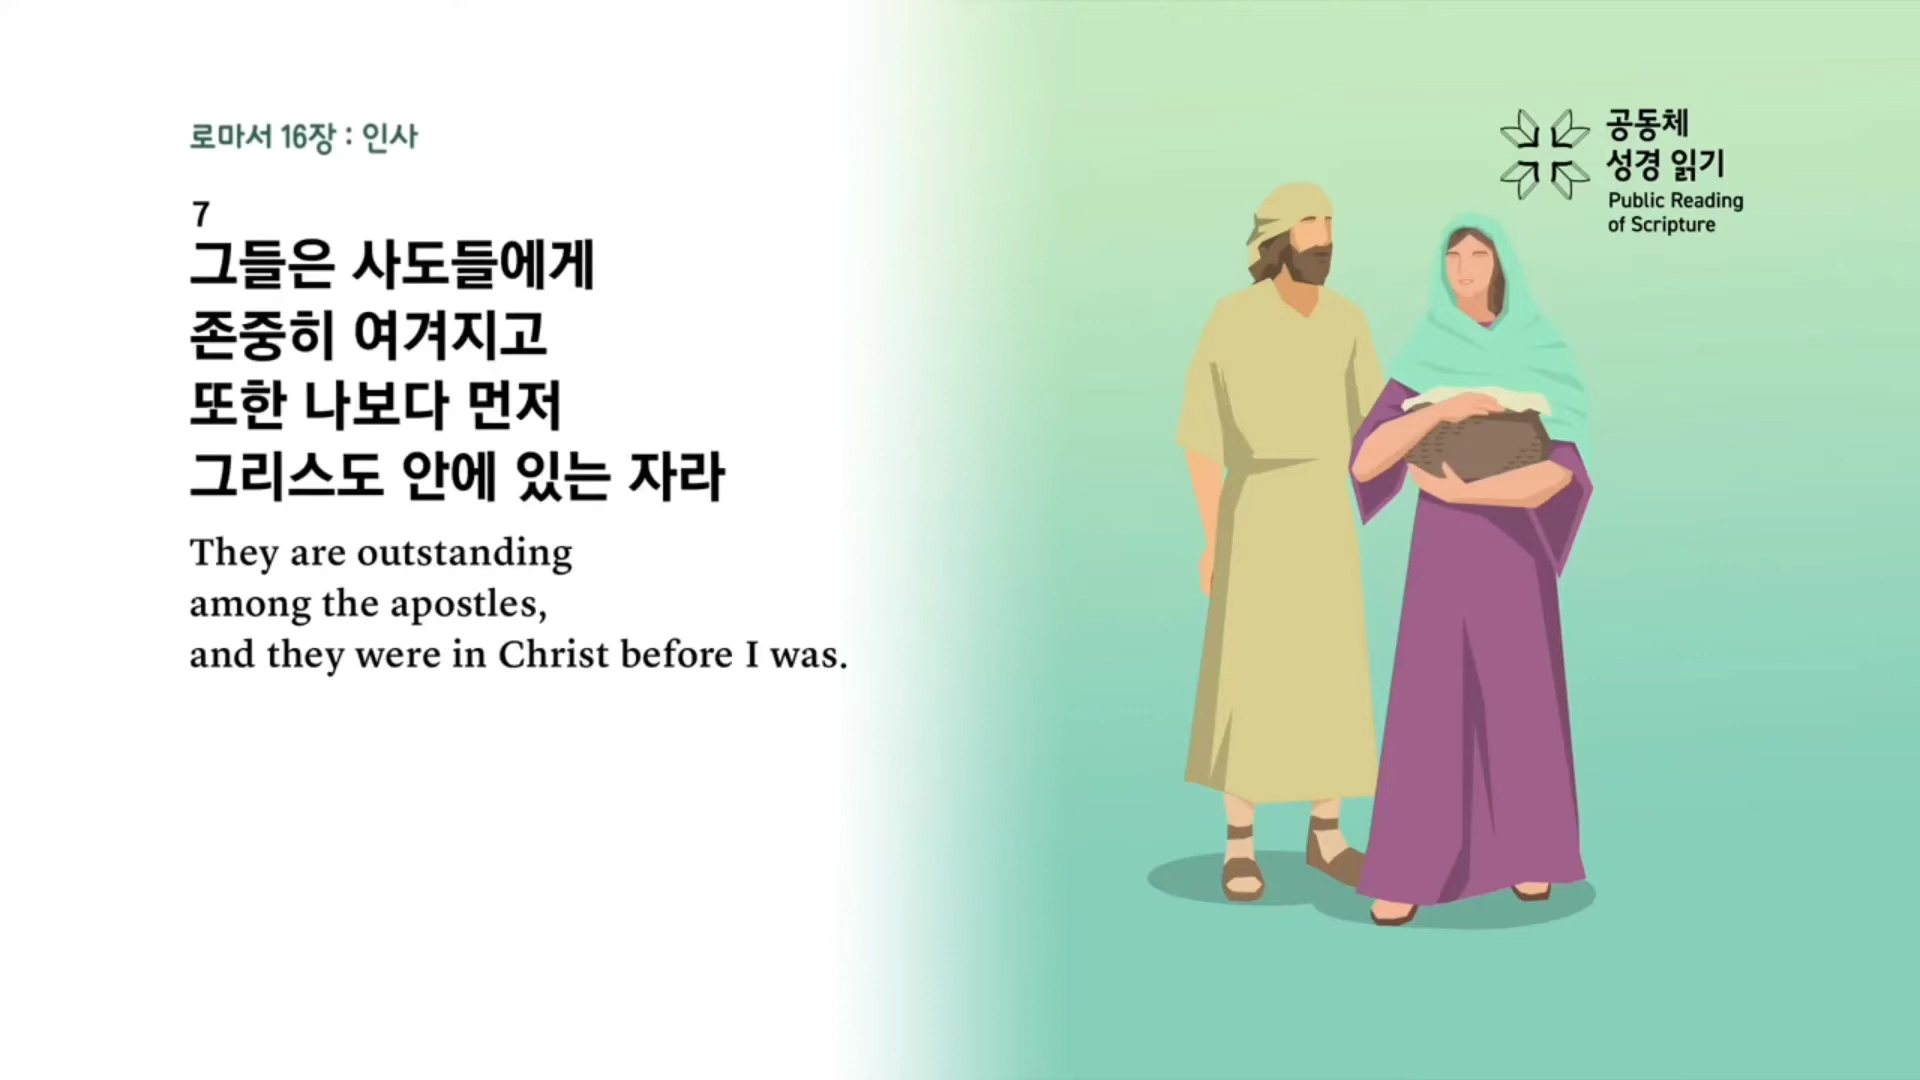 로마서 16장 : 인사
7
그들은 사도들에게
존중히 여겨지고
또한 나보다 먼저
그리스도 안에 있는 자라
They are outstanding
among the apostles,
and they were in Christ before I was.
공동체
성경 읽기
Public Reading
of Scripture